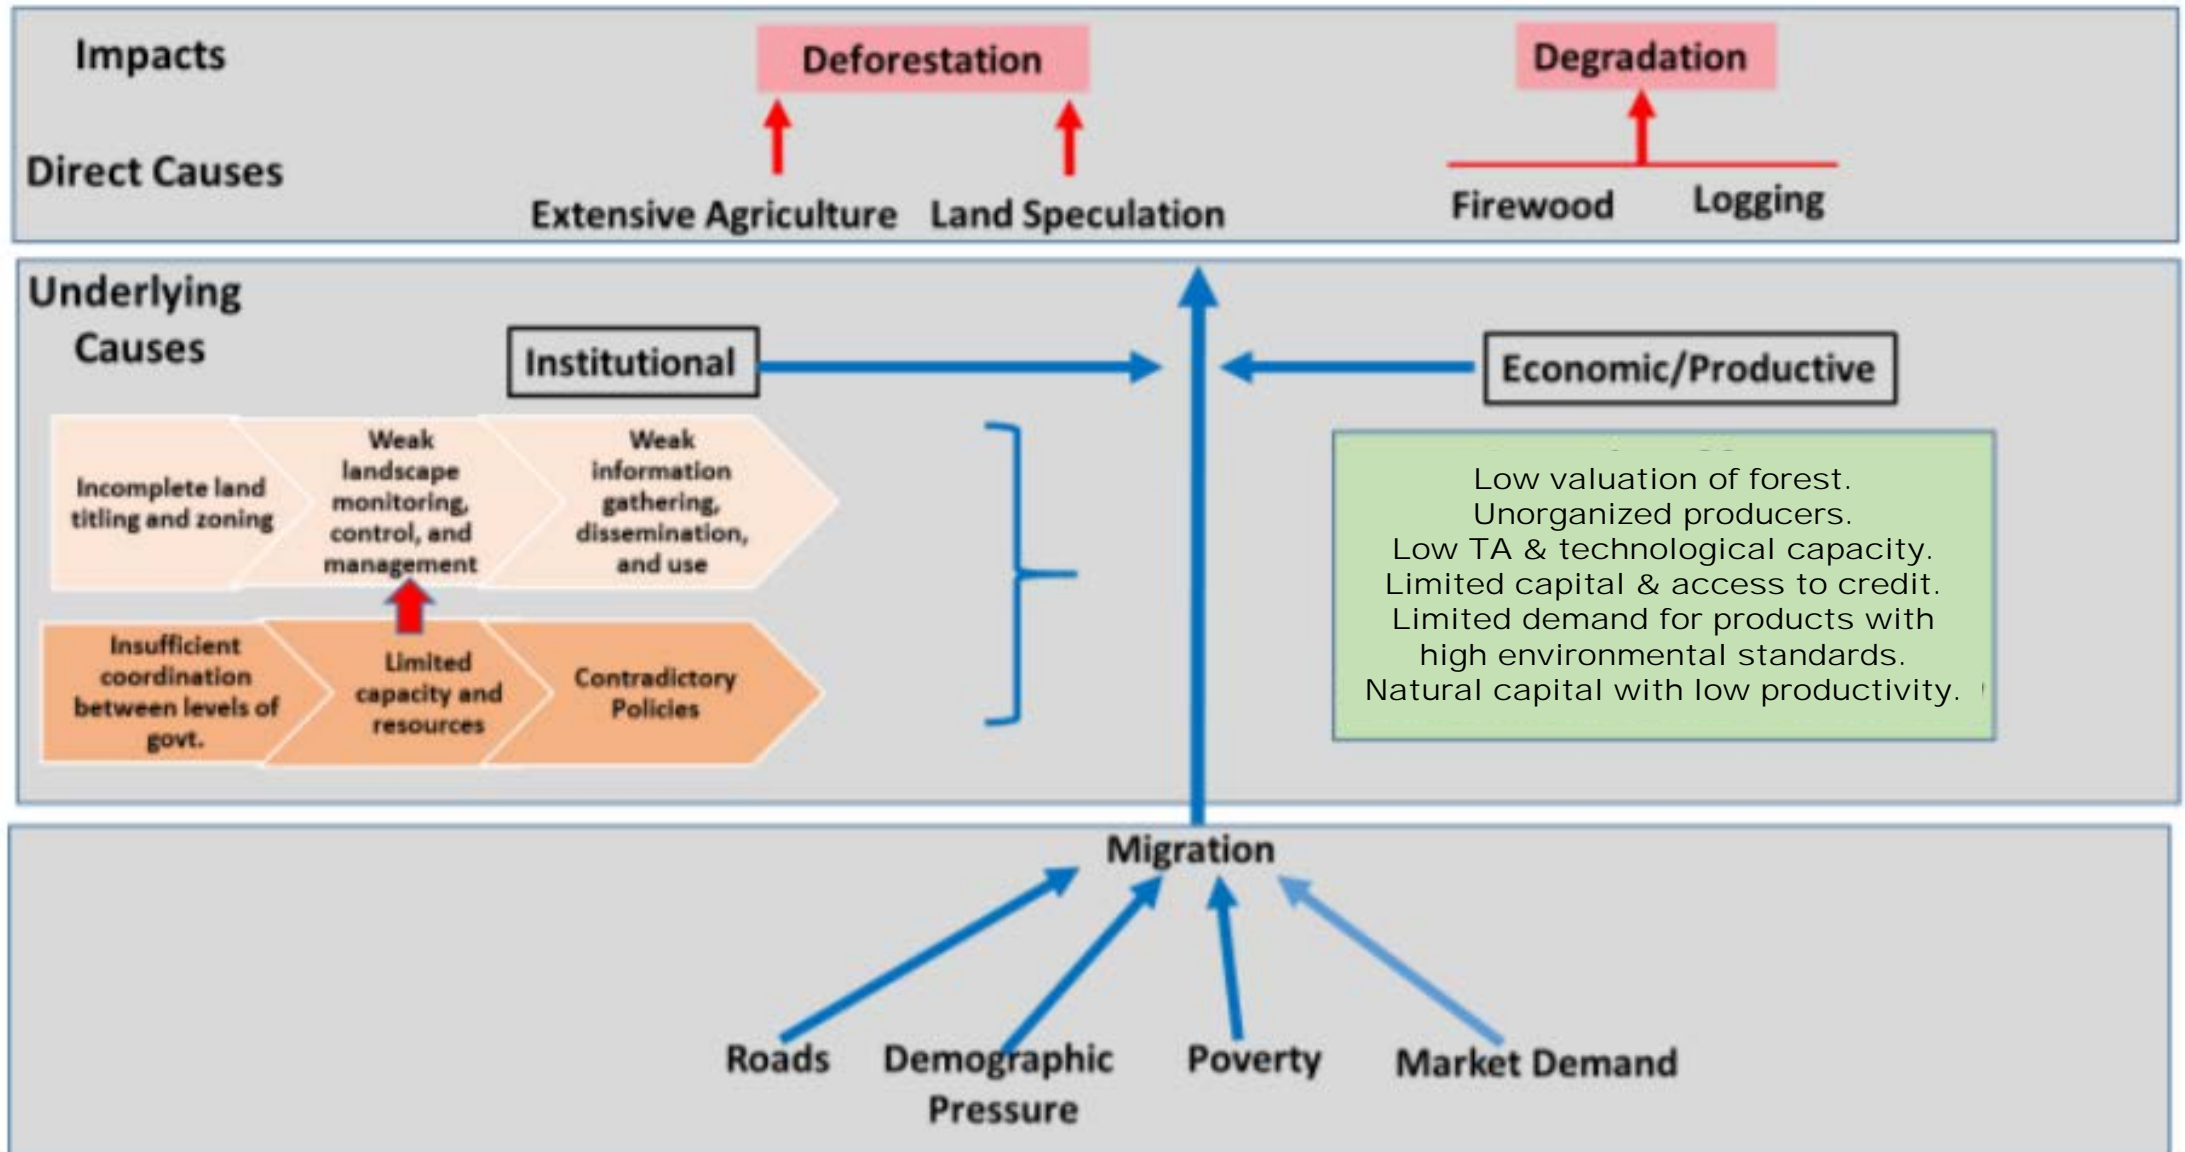 Impacts
Deforestation
Degradation
Direct Causes
Extensive Agriculture
Land Speculation
Firewood
Logging
Underlying
Causes
Institutional
Economic/Productive
Incomplete land
titling and zoning
Weak
landscape
monitoring,
control, and
management
Weak
information
gathering,
dissemination,
and use
Insufficient
coordination
between levels of
govt.
Limited
capacity and
resources
Contradictory
Policies
Low valuation of forest.
Unorganized producers.
Low TA & technological capacity.
Limited capital & access to credit.
Limited demand for products with
high environmental standards.
Natural capital with low productivity.
Migration
Roads
Demographic
Pressure
Poverty
Market Demand